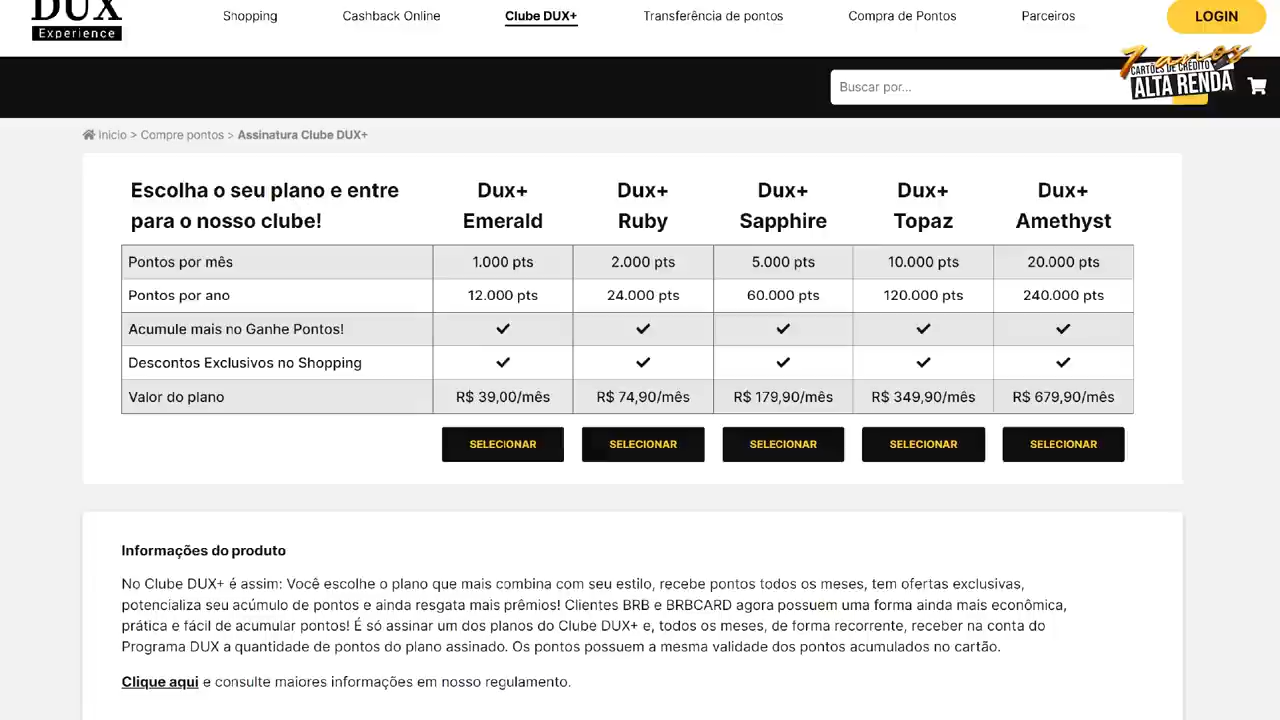 DUX
Experience
Shopping
Cashback Online
Clube DUX+
Transferência de pontos
Compra de Pontos
Parceiros
LOGIN
7 anos
CARTÕES DE CRÉDITO
ALTA RENDA
Buscar por...
Inicio > Compre pontos > Assinatura Clube DUX+
Escolha o seu plano e entre
para o nosso clube!
Dux+
Emerald
Dux+
Ruby
Dux+
Sapphire
Dux+
Topaz
Dux+
Amethyst
Pontos por mês 1.000 pts 2.000 pts 5.000 pts 10.000 pts 20.000 pts
Pontos por ano 12.000 pts 24.000 pts 60.000 pts 120.000 pts 240.000 pts
Acumule mais no Ganhe Pontos!
Descontos Exclusivos no Shopping
Valor do plano R$ 39,00/mês R$ 74,90/mês R$ 179,90/mês R$ 349,90/mês R$ 679,90/mês
SELECIONAR SELECIONAR SELECIONAR SELECIONAR SELECIONAR
Informações do produto
No Clube DUX+ é assim: Você escolhe o plano que mais combina com seu estilo, recebe pontos todos os meses, tem ofertas exclusivas,
potencializa seu acúmulo de pontos e ainda resgata mais prêmios! Clientes BRB e BRBCARD agora possuem uma forma ainda mais econômica,
prática e fácil de acumular pontos! É só assinar um dos planos do Clube DUX+ e, todos os meses, de forma recorrente, receber na conta do
Programa DUX a quantidade de pontos do plano assinado. Os pontos possuem a mesma validade dos pontos acumulados no cartão.
Clique aqui e consulte maiores informações em nosso regulamento.